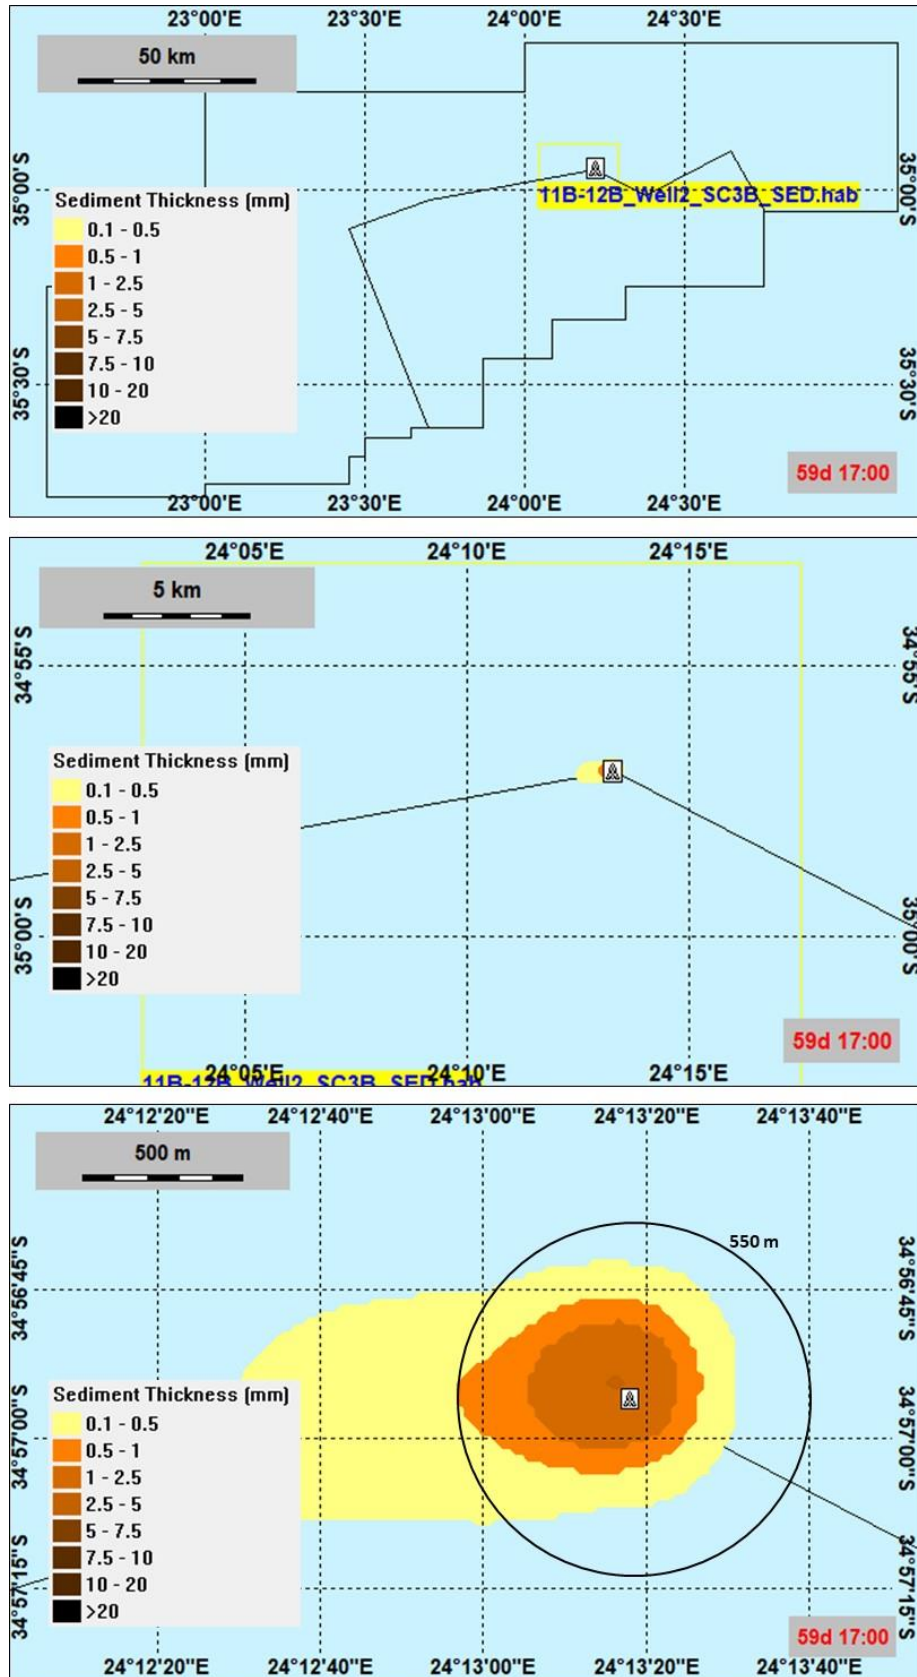 23°00'E 23°30'E 24°00'E 24°30'E
50 km
35°00'S 35°00'S
11B-12B_Well2_SC3B_SED.hab
Sediment Thickness (mm)
0.1 - 0.5
0.5 - 1
1 - 2.5
2.5 - 5
5 - 7.5
7.5 - 10
10 - 20
>20
35°30'S 35°30'S
59d 17:00
23°00'E 23°30'E 24°00'E 24°30'E
24°05'E 24°10'E 24°15'E
5 km
34°55'S 34°55'S
Sediment Thickness (mm)
0.1 - 0.5
0.5 - 1
1 - 2.5
2.5 - 5
5 - 7.5
7.5 - 10
10 - 20
>20
35°00'S 35°00'S
59d 17:00
24°05'E 24°10'E 24°15'E
11B-12B_Well2_SC3B_SED.hab
24°12'20"E 24°12'40"E 24°13'00"E 24°13'20"E 24°13'40"E
500 m
550 m
34°56'45"S 34°56'45"S
Sediment Thickness (mm)
0.1 - 0.5
0.5 - 1
1 - 2.5
2.5 - 5
5 - 7.5
7.5 - 10
10 - 20
>20
34°57'00"S 34°57'00"S
34°57'15"S 34°57'15"S
59d 17:00
24°12'20"E 24°12'40"E 24°13'00"E 24°13'20"E 24°13'40"E